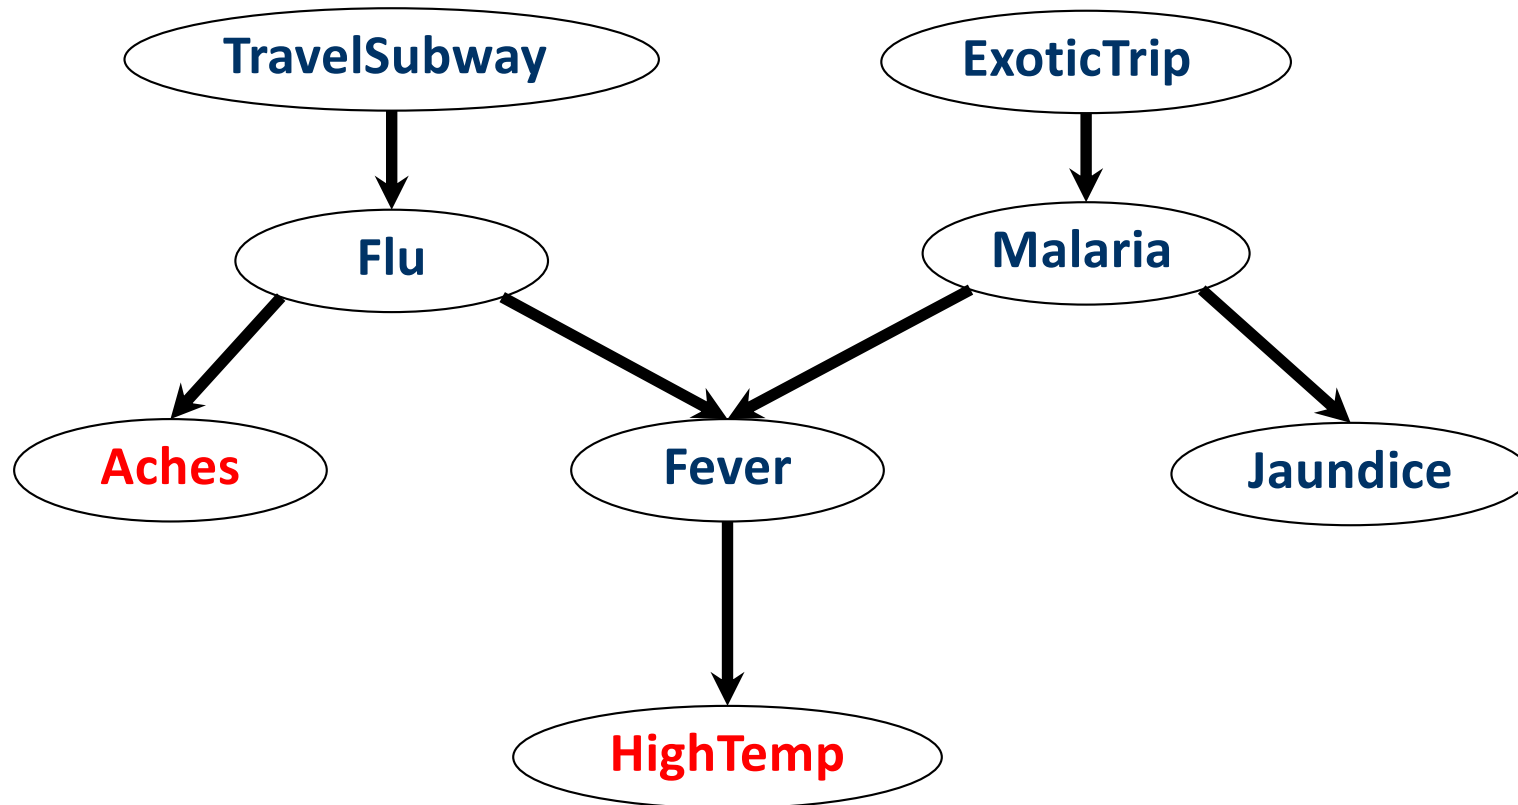 TravelSubway
ExoticTrip
Flu
Malaria
Aches
Fever
Jaundice
HighTemp